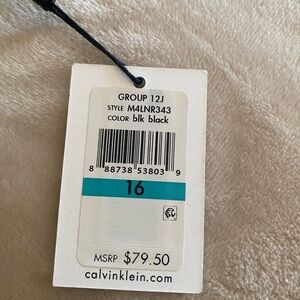 GROUP 12J
STYLE M4LNR343
COLOR blk black
8 88738 53803 9
16
MSRP $79.50
calvinklein.com